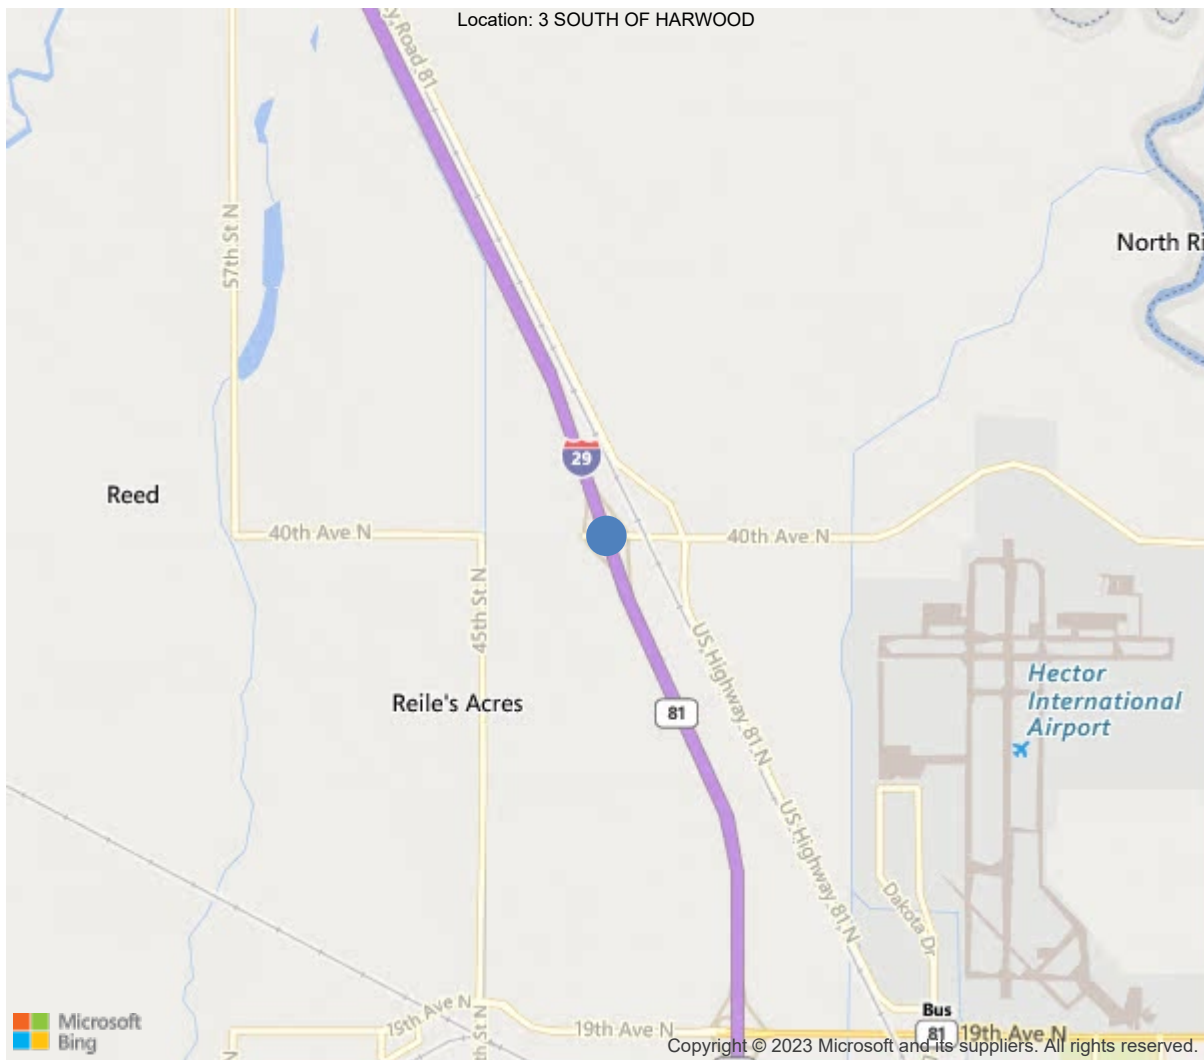 Location: 3 SOUTH OF HARWOOD
y Road 81
57th St N
North Ri
29
Reed
40th Ave N
40th Ave N
45th St N
US Highway 81 N
Hector
International
Airport
Reile's Acres
81
US Highway 81 N
Dakota Dr
19th Ave N
Bus
81
19th Ave N
19th Ave N
45th St N
N
Microsoft
Bing
Copyright © 2023 Microsoft and its suppliers. All rights reserved.